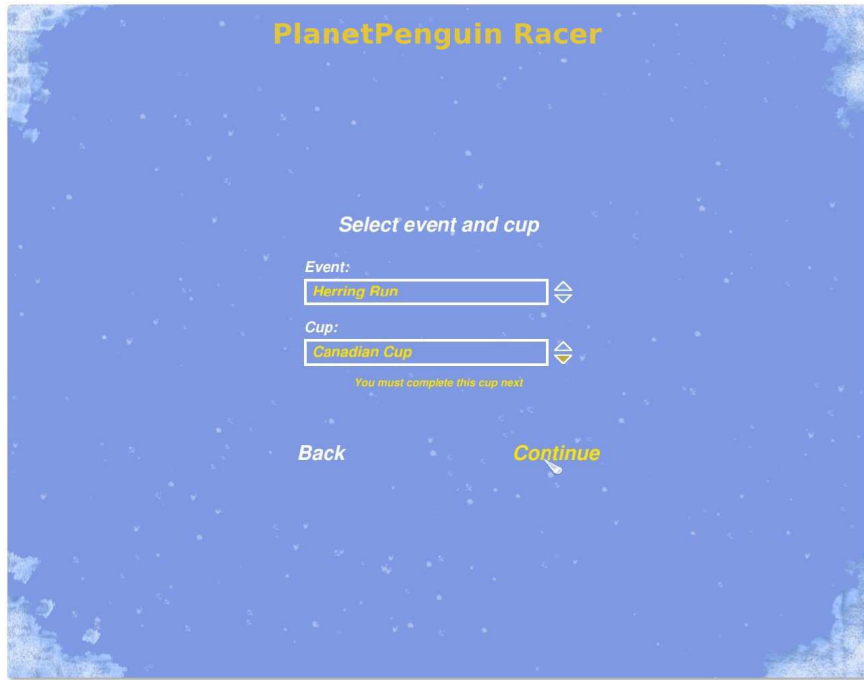 PlanetPenguin Racer
Select event and cup
Event:
Herring Run
Cup:
Canadian Cup
You must complete this cup next
Back Continue